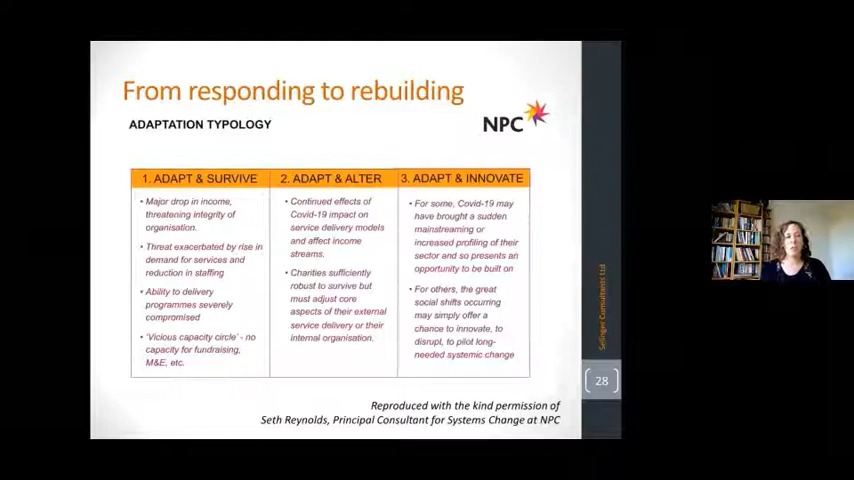 From responding to rebuilding
ADAPTATION TYPOLOGY
NPC
1. ADAPT & SURVIVE
• Major drop in income,
threatening integrity of
organisation.
• Threat exacerbated by rise in
demand for services and
reduction in staffing
• Ability to delivery
programmes severely
compromised
• 'Vicious capacity circle' - no
capacity for fundraising,
M&E, etc.
2. ADAPT & ALTER
• Continued effects of
Covid-19 impact on
service delivery models
and affect income
streams.
• Charities sufficiently
robust to survive but
must adjust core
aspects of their external
service delivery or their
internal organisation.
3. ADAPT & INNOVATE
• For some, Covid-19 may
have brought a sudden
mainstreaming or
increased profiling of their
sector and so presents an
opportunity to be built on
• For others, the great
social shifts occurring
may simply offer a
chance to innovate, to
disrupt, to pilot long-
needed systemic change
Reproduced with the kind permission of
Seth Reynolds, Principal Consultant for Systems Change at NPC
Sellinger Consultants Ltd
28